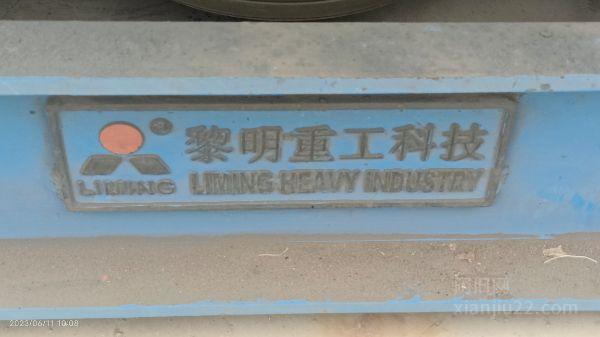 黎明重工科技
LIMING
LIMING HEAVY INDUSTRY
xianjiu22.com
2023/06/11 10:08